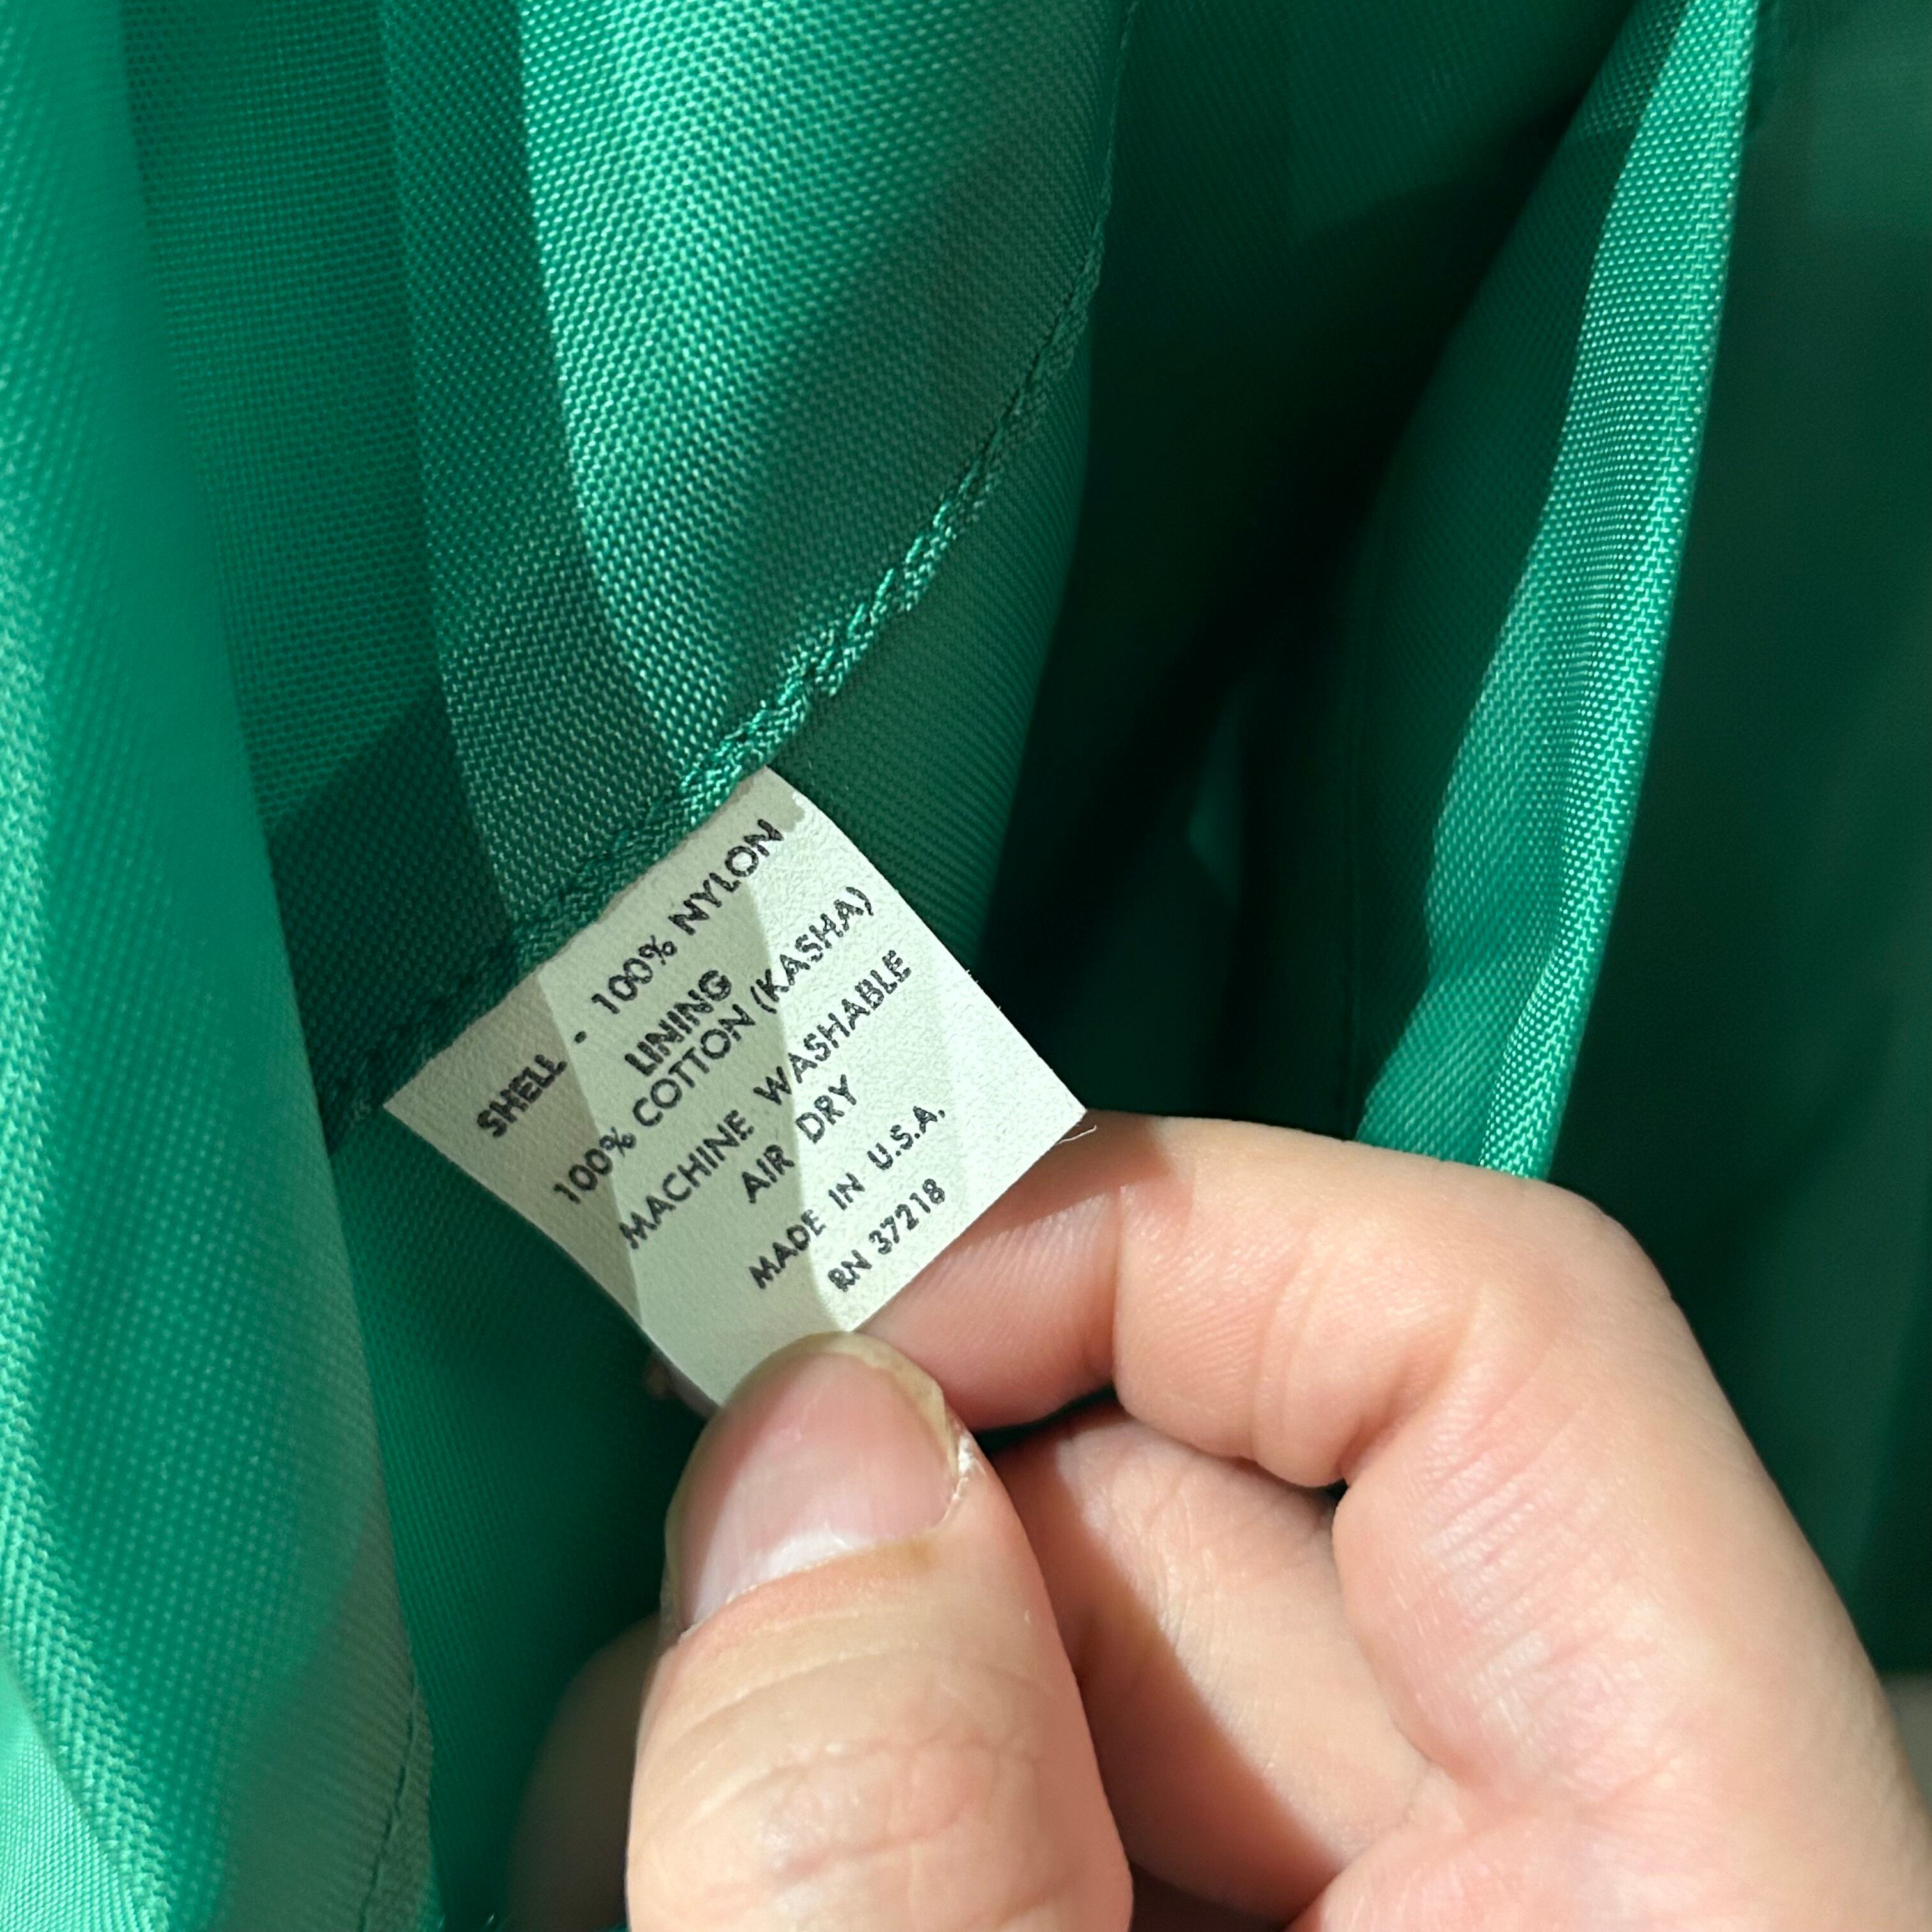 SHELL - 100% NYLON
LINING
100% COTTON (KASHA)
MACHINE WASHABLE
AIR DRY
MADE IN U.S.A.
RN 37218